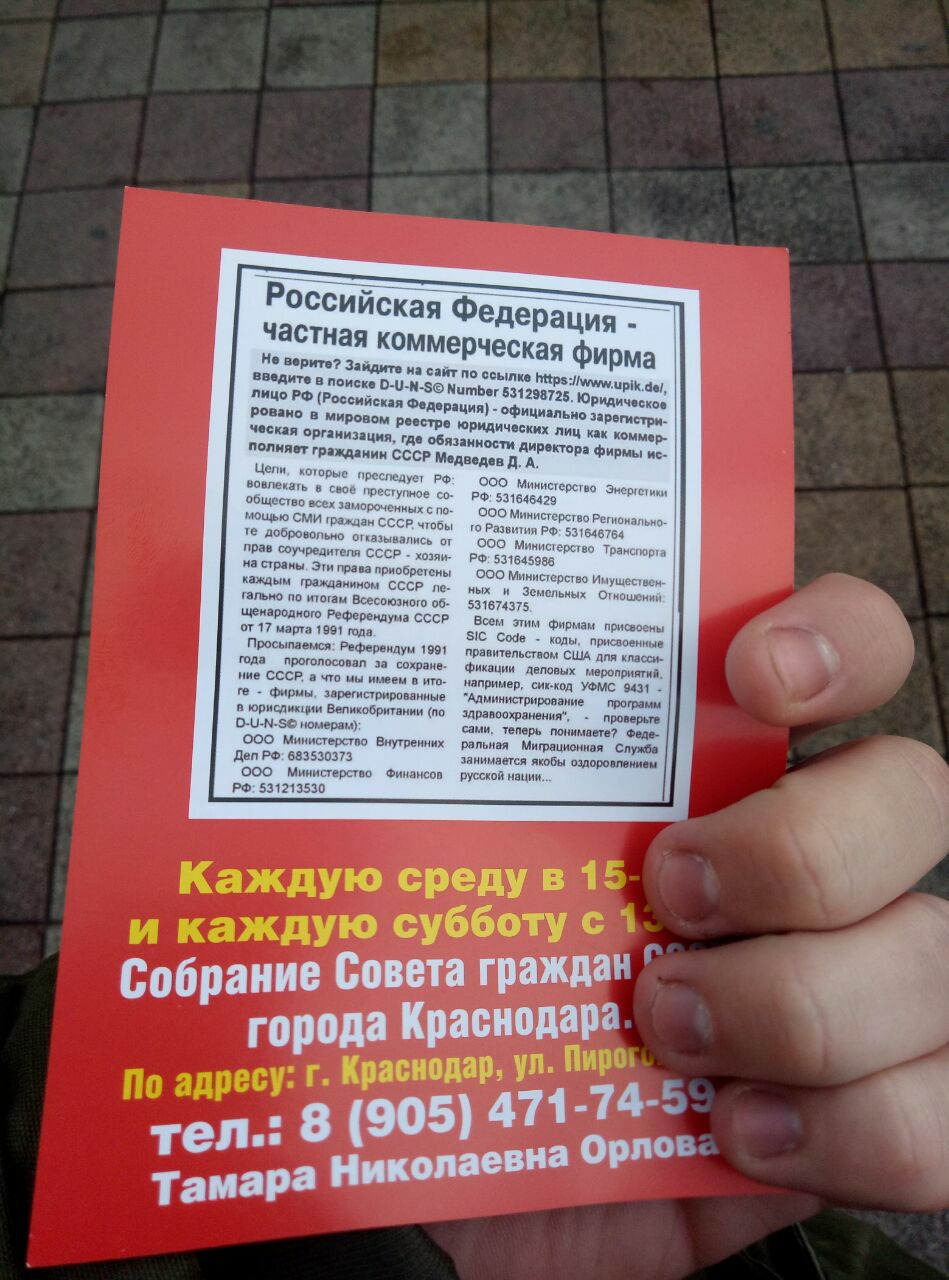 Российская Федерация -
частная коммерческая фирма
Не верите? Зайдите на сайт по ссылке https://www.upik.de/,
введите в поиске D-U-N-S© Number 531298725. Юридическое
лицо РФ (Российская Федерация) - официально зарегистри-
ровано в мировом реестре юридических лиц как коммер-
ческая организация, где обязанности директора фирмы ис-
полняет гражданин СССР Медведев Д. А.
Цели, которые преследует РФ:
вовлекать в своё преступное со-
общество всех замороченных с по-
мощью СМИ граждан СССР, чтобы
те добровольно отказывались от
прав соучредителя СССР - хозяи-
на страны. Эти права приобретены
каждым гражданином СССР ле-
гально по итогам Всесоюзного об-
щенародного Референдума СССР
от 17 марта 1991 года.
Просыпаемся: Референдум 1991
года проголосовал за сохране-
ние СССР, а что мы имеем в ито-
ге - фирмы, зарегистрированные
в юрисдикции Великобритании (по
D-U-N-S© номерам):
ООО Министерство Внутренних
Дел РФ: 683530373
ООО Министерство Финансов
РФ: 531213530
ООО Министерство Энергетики
РФ: 531646429
ООО Министерство Регионально-
го Развития РФ: 531646764
ООО Министерство Транспорта
РФ: 531645986
ООО Министерство Имуществен-
ных и Земельных Отношений:
531674375.
Всем этим фирмам присвоены
SIC Code - коды, присвоенные
правительством США для класси-
фикации деловых мероприятий,
например, сик-код УФМС 9431 -
"Администрирование программ
здравоохранения", - проверьте
сами, теперь понимаете? Феде-
ральная Миграционная Служба
занимается якобы оздоровлением
русской нации...
Каждую среду в 15-
и каждую субботу с 13
Собрание Совета граждан
города Краснодара.
По адресу: г. Краснодар, ул.
тел.: 8 (905) 471-74-59
Тамара Николаевна Орлова